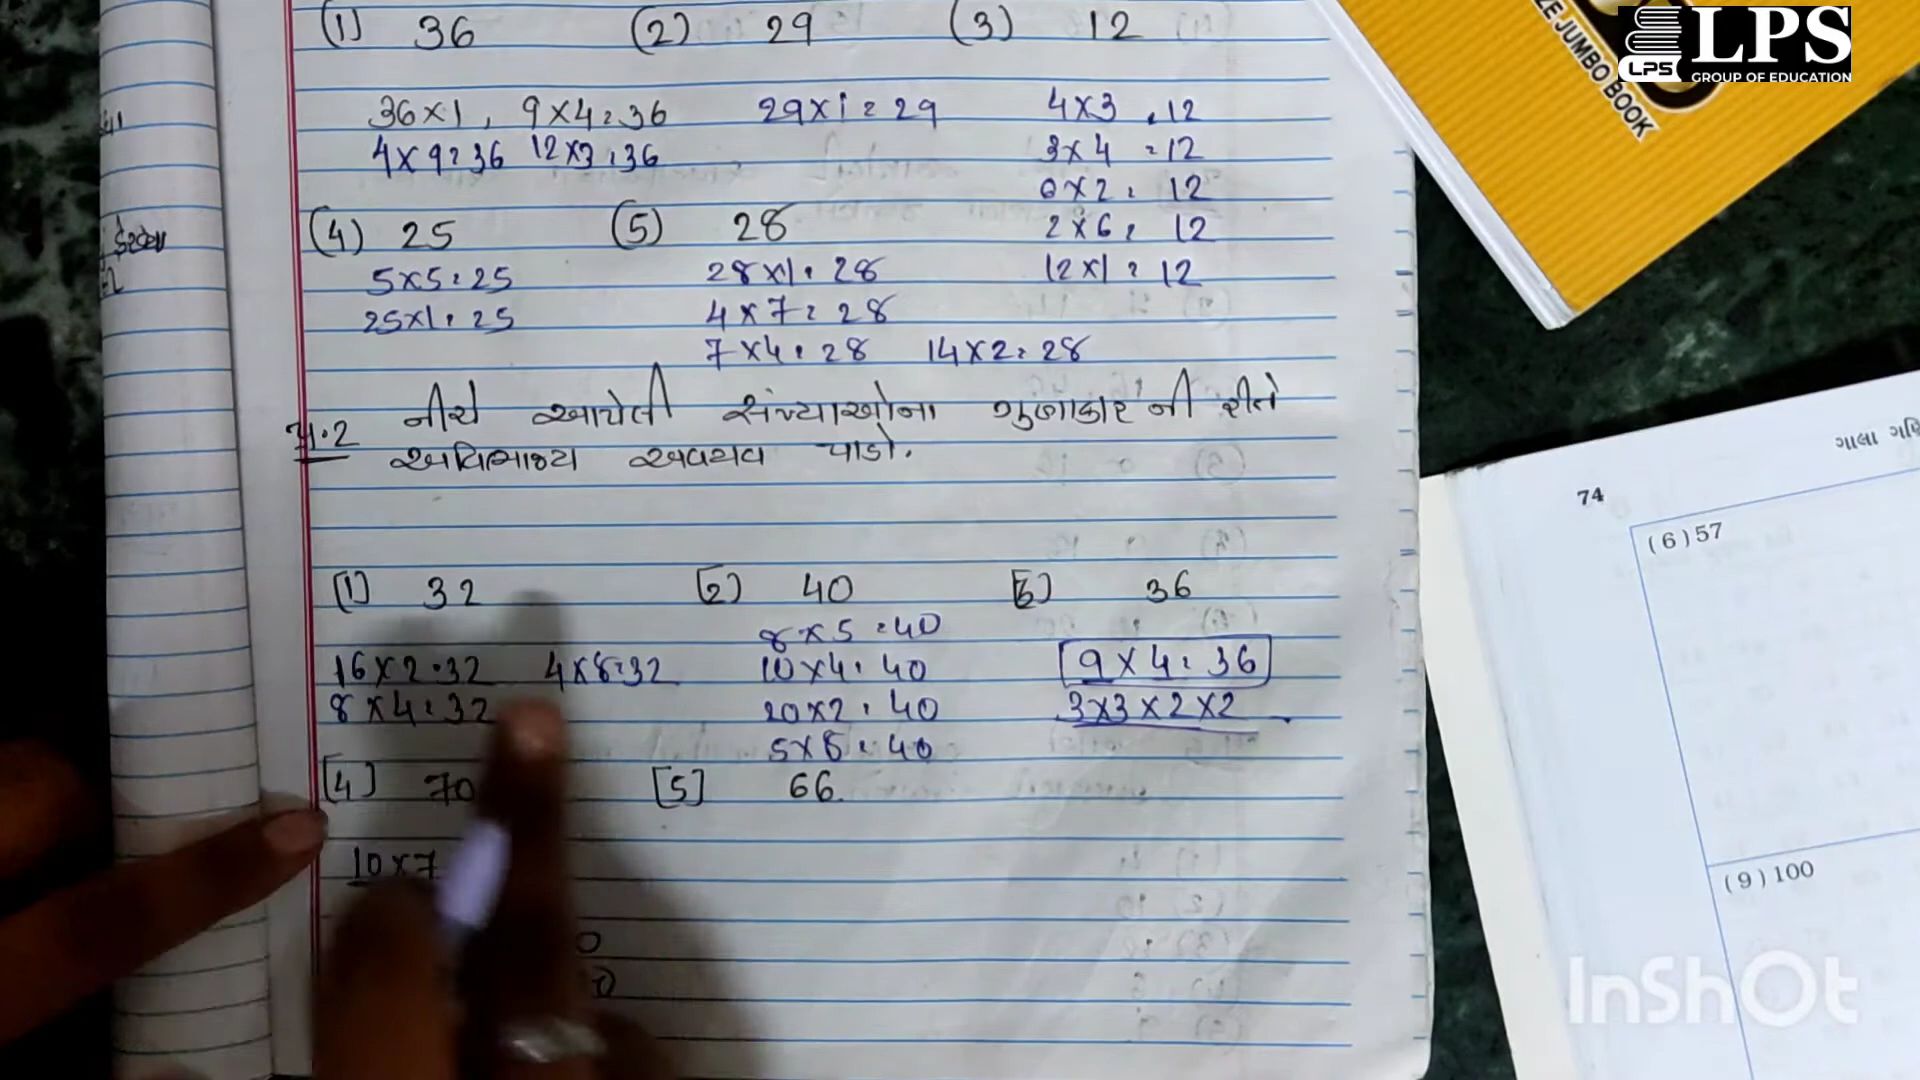 (1) 36 (2) 29 (3) 12
36×1, 9×4=36 29×1=29 4×3 =12
4×9=36 12×3=36 3×4 =12
6×2= 12
(4) 25 (5) 28 2×6= 12
5×5=25 28×1=28 12×1=12
25×1=25 4×7=28
7×4=28 14×2=28
પ્ર.2 નીચે આપેલી સંખ્યાઓના ગુણાકાર'ની રીતે
અવિભાજ્ય અવયવ પાડો.
[1] 32 [2] 40 [3] 36
8×5=40
16×2=32 4×8=32 10×4=40 9×4=36
8×4=32 20×2=40 3×3×2×2
5×8=40
[4] 70 [5] 66.
10×7
LPS
LPS
GROUP OF EDUCATION
ZE JUMBO BOOK
ગાલા
74
(6) 57
(9) 100
InShOt